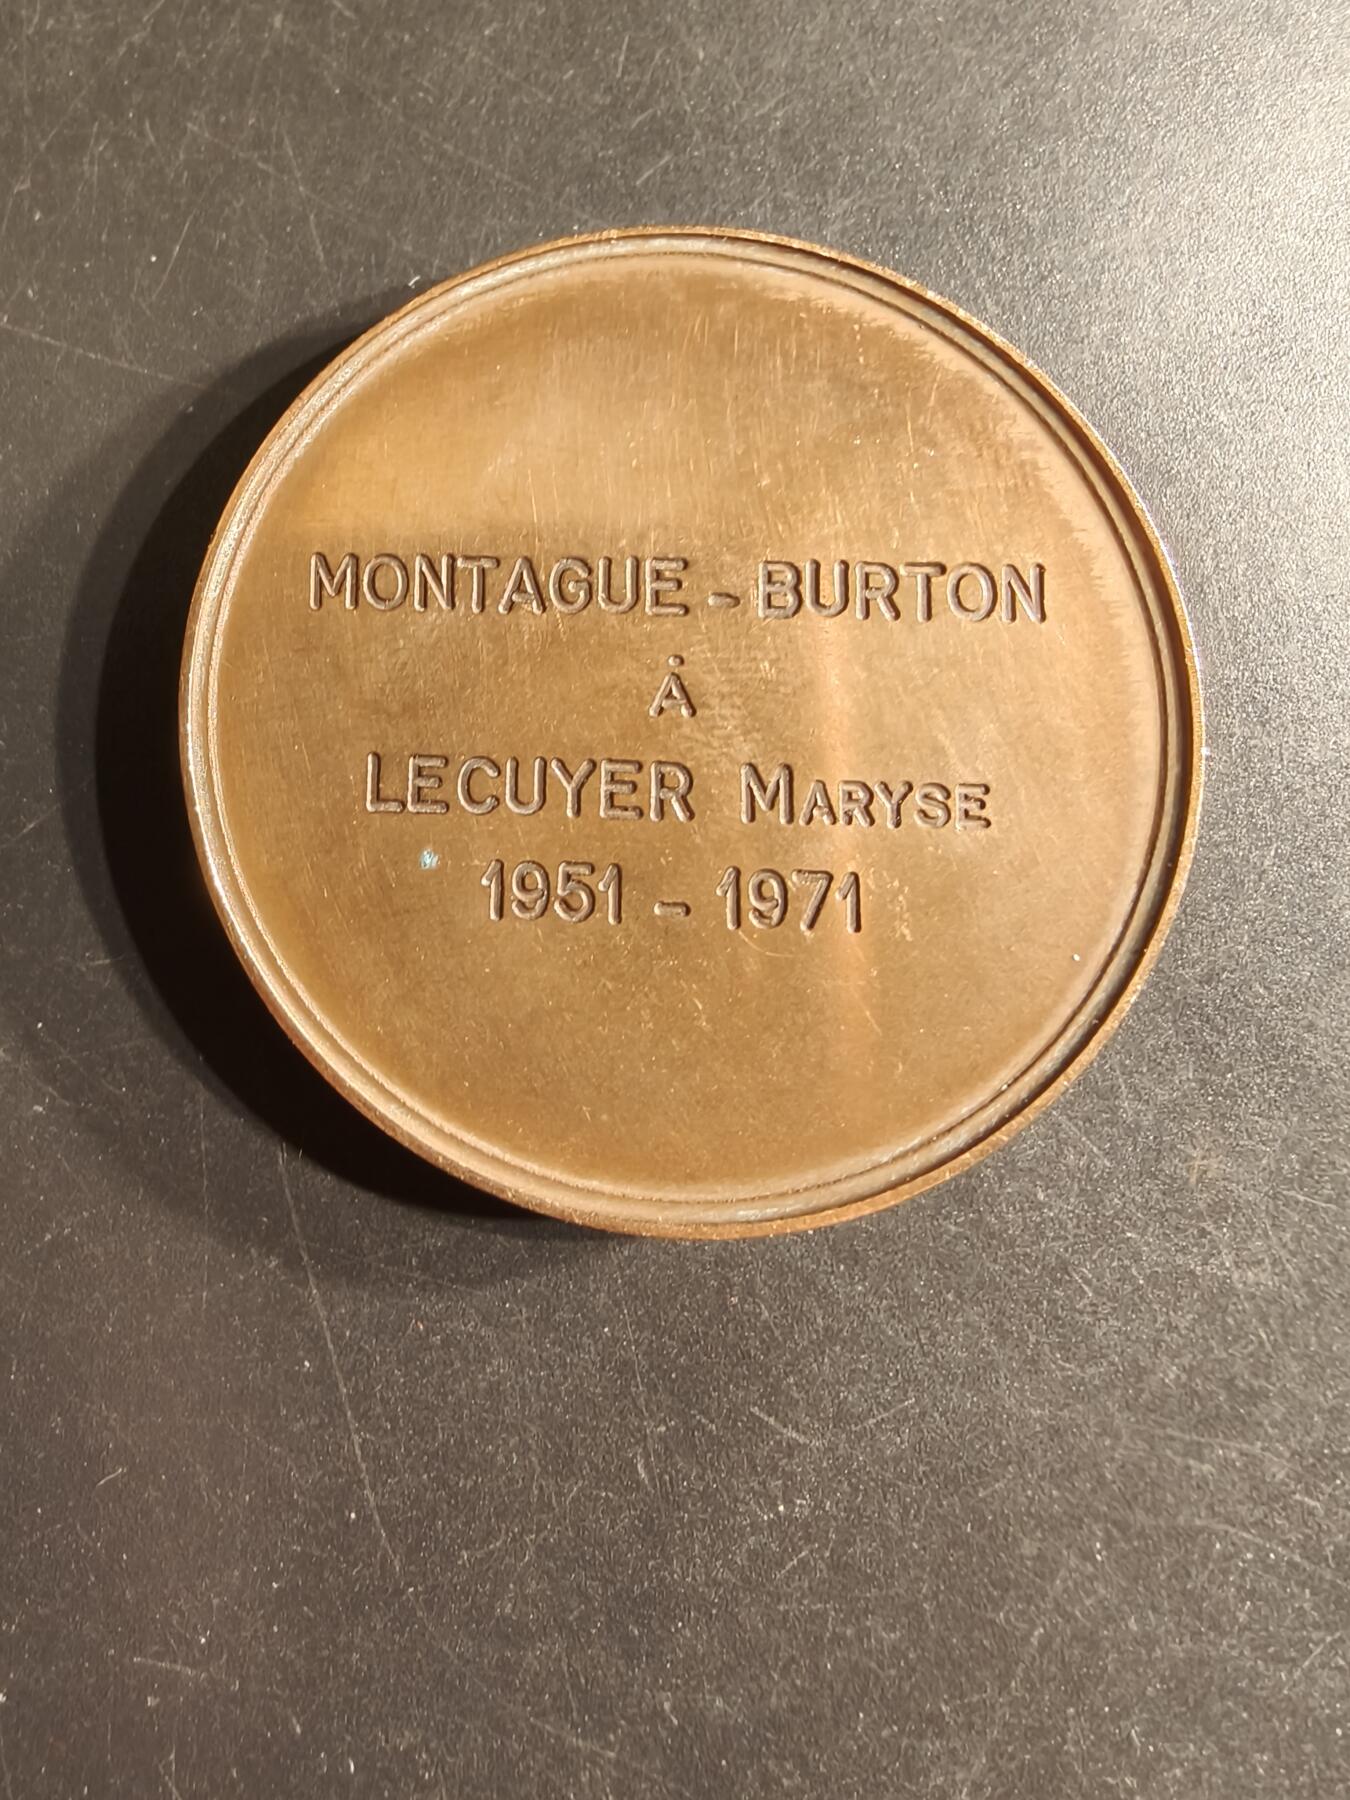 MONTAGUE - BURTON
À
LECUYER MARYSE
1951 - 1971